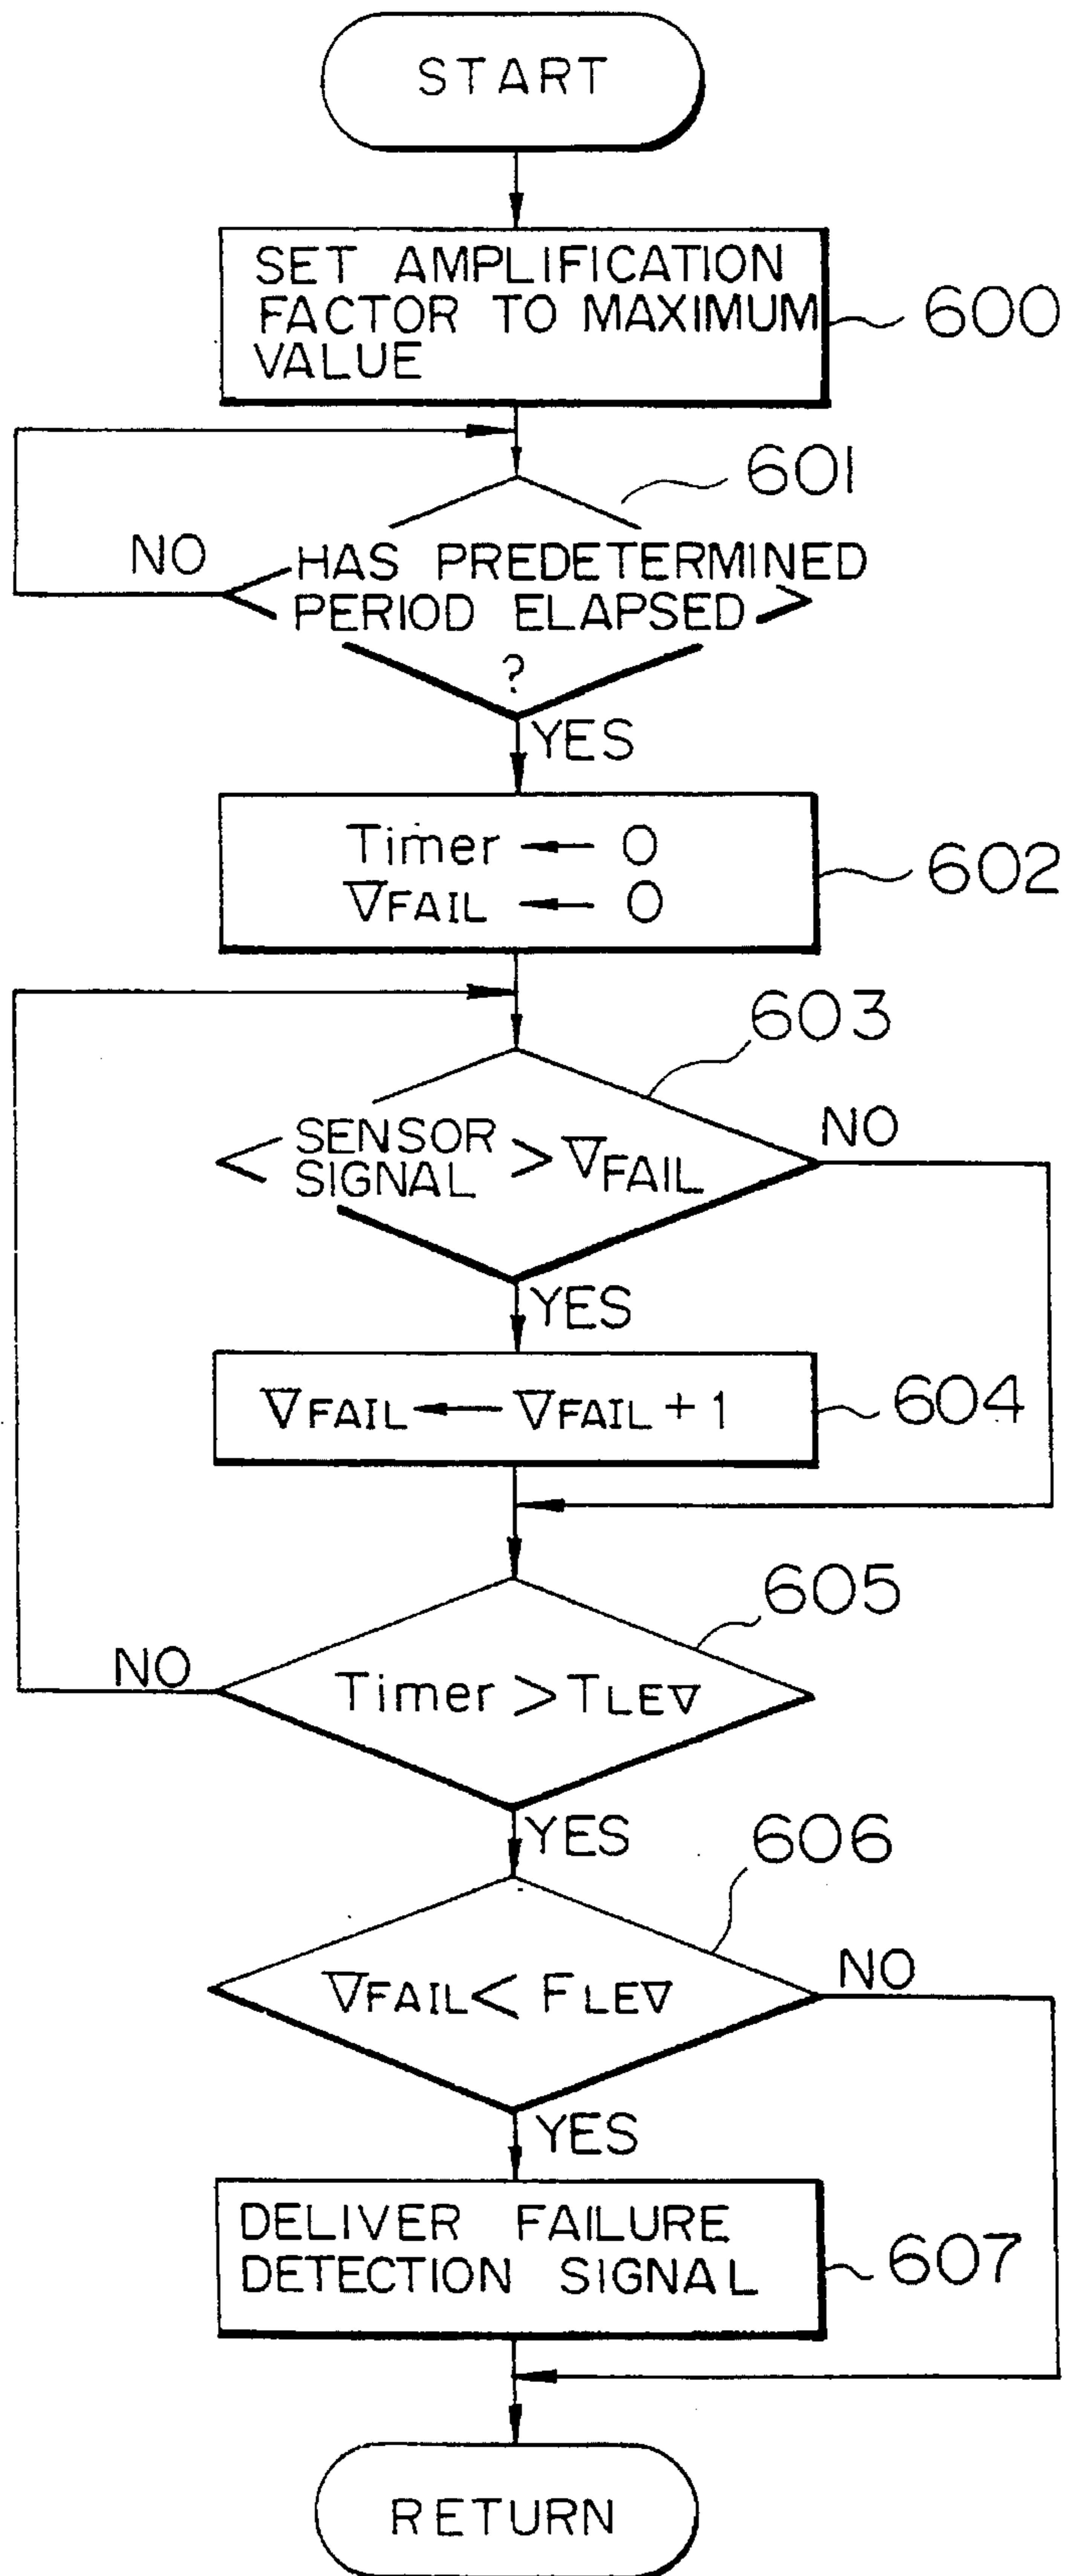 START
SET AMPLIFICATION
FACTOR TO MAXIMUM
VALUE
600
601
NO
HAS PREDETERMINED
PERIOD ELAPSED
?
YES
Timer ← 0
∇FAIL ← 0
602
603
SENSOR
SIGNAL > ∇FAIL
NO
YES
∇FAIL ← ∇FAIL + 1
604
605
NO
Timer > TLE∇
YES
606
∇FAIL < FLE∇
NO
YES
DELIVER FAILURE
DETECTION SIGNAL
607
RETURN